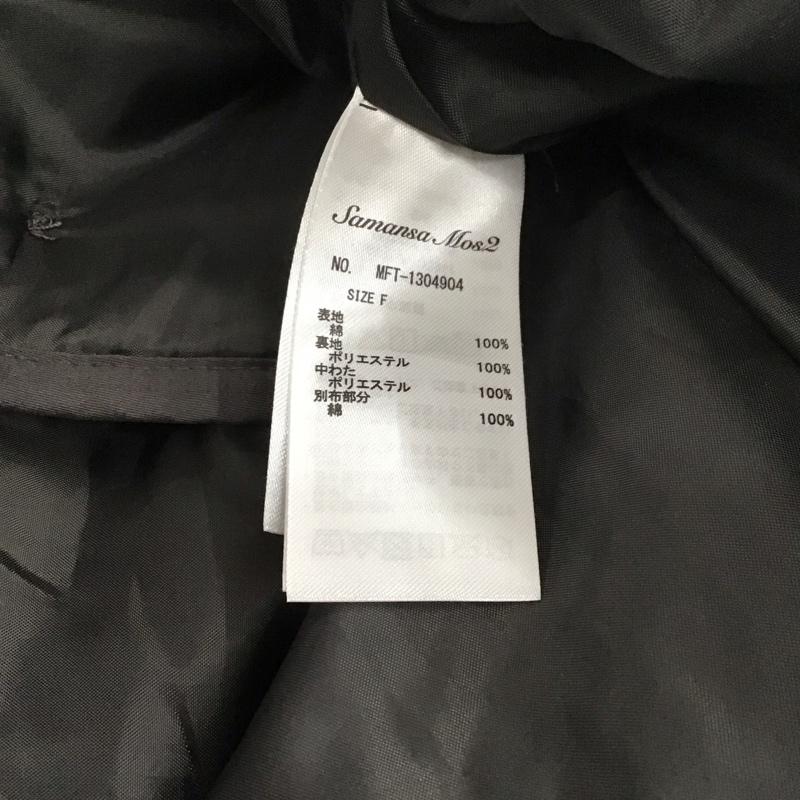 Samansa Mos2
NO. MFT-1304904
SIZE F
表地
綿 100%
裏地
ポリエステル 100%
中わた
ポリエステル 100%
別布部分
綿 100%